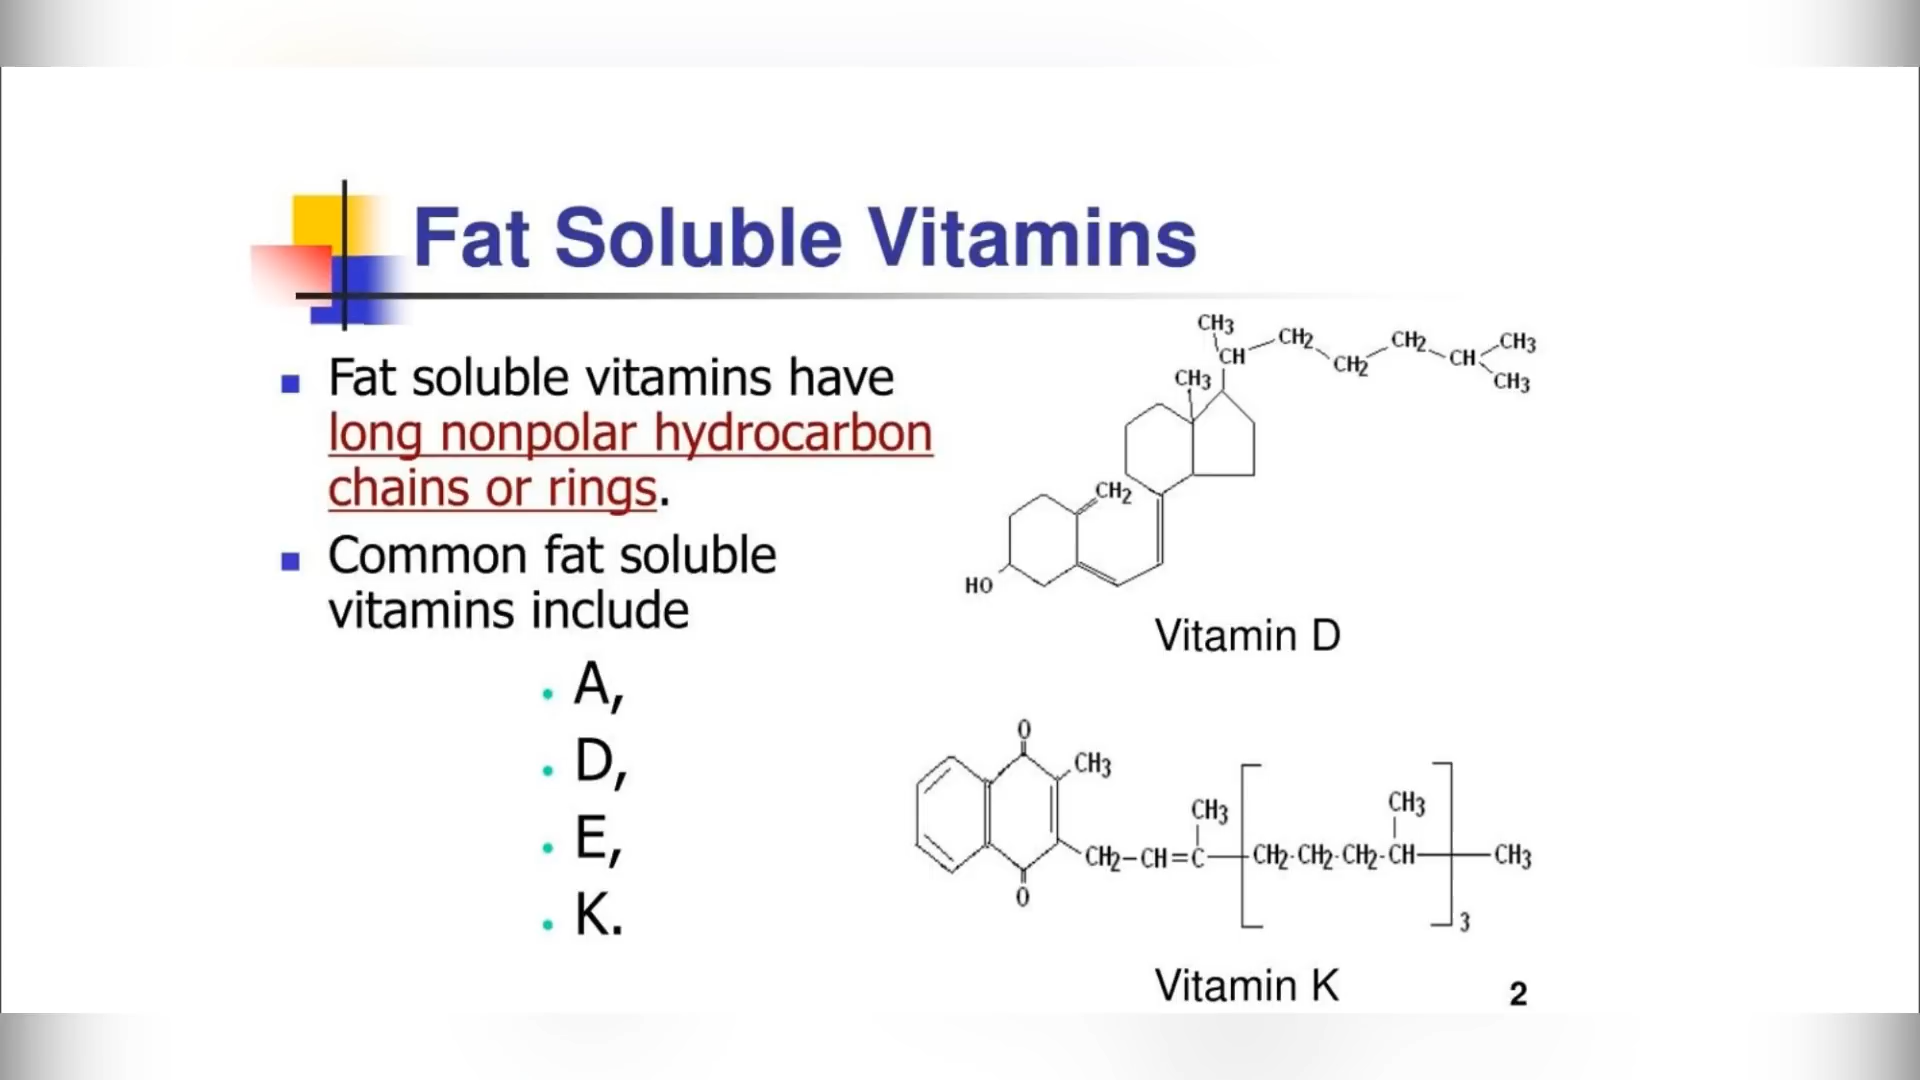 Fat Soluble Vitamins
Fat soluble vitamins have
long nonpolar hydrocarbon
chains or rings.
Common fat soluble
vitamins include
A,
D,
E,
K.
CH3
CH
CH2
CH2
CH2
CH
CH3
CH3
CH3
CH2
HO
Vitamin D
O
CH3
CH3
CH3
CH2-CH=C
CH2-CH2-CH2-CH
CH3
O
3
Vitamin K
2